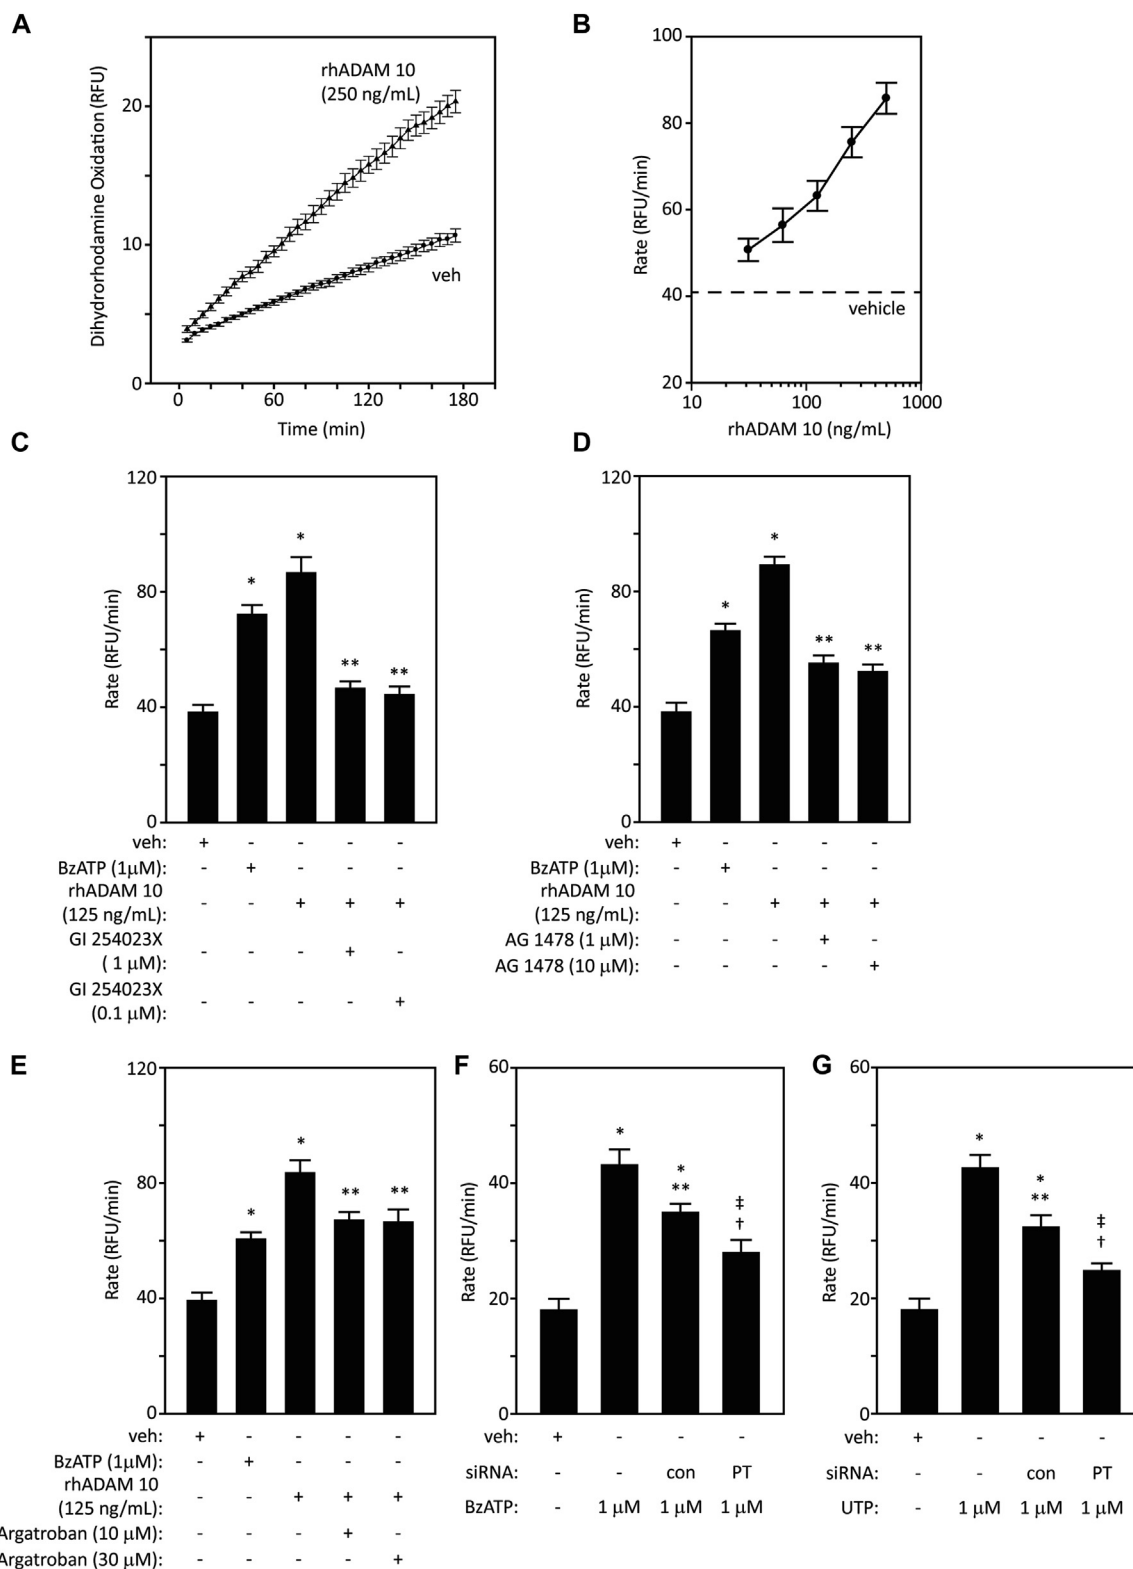 A
Dihydrorhodamine Oxidation (RFU)
20
10
0
rhADAM 10
(250 ng/mL)
veh
0 60 120 180
Time (min)
B
Rate (RFU/min)
100
80
60
40
20
vehicle
10 100 1000
rhADAM 10 (ng/mL)
C
Rate (RFU/min)
120
80
40
0
* * ** **
veh: + - - - -
BzATP (1µM): - + - - -
rhADAM 10
(125 ng/mL): - - + + +
GI 254023X
( 1 µM): - - - + -
GI 254023X
(0.1 µM): - - - - +
D
Rate (RFU/min)
120
80
40
0
* * ** **
veh: + - - - -
BzATP (1µM): - + - - -
rhADAM 10
(125 ng/mL): - - + + +
AG 1478 (1 µM): - - - + -
AG 1478 (10 µM): - - - - +
E
Rate (RFU/min)
120
80
40
0
* * ** **
veh: + - - - -
BzATP (1µM): - + - - -
rhADAM 10
(125 ng/mL): - - + + +
Argatroban (10 µM): - - - + -
Argatroban (30 µM): - - - - +
F
Rate (RFU/min)
60
40
20
0
* * ‡
** †
veh: + - - -
siRNA: - - con PT
BzATP: - 1 µM 1 µM 1 µM
G
Rate (RFU/min)
60
40
20
0
* * ‡
** †
veh: + - - -
siRNA: - - con PT
UTP: - 1 µM 1 µM 1 µM